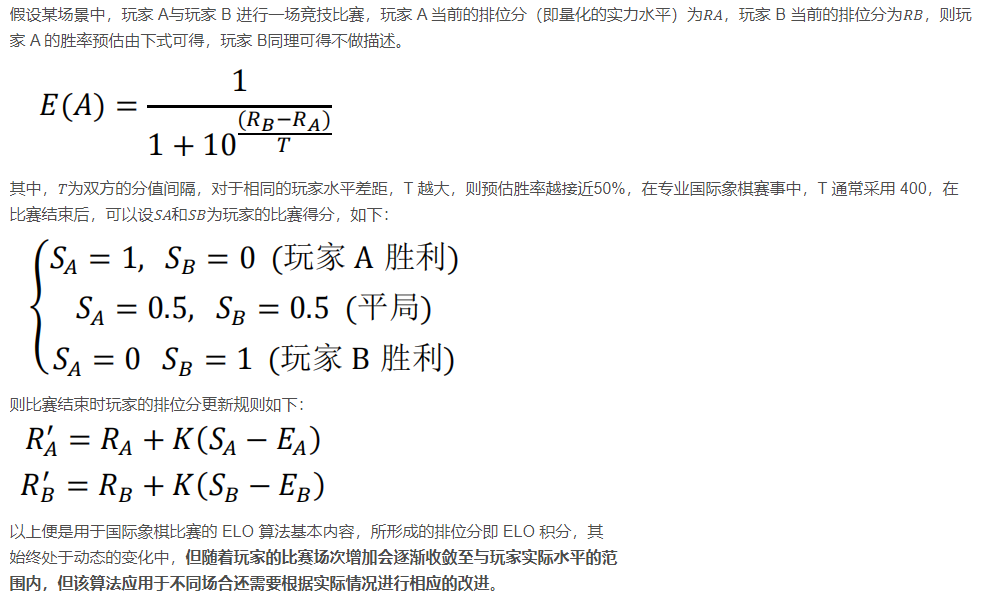 假设某场景中，玩家 A与玩家 B 进行一场竞技比赛，玩家 A 当前的排位分（即量化的实力水平）为RA，玩家 B 当前的排位分为RB，则玩
家 A 的胜率预估由下式可得，玩家 B同理可得不做描述。
E(A) = 1 / (1 + 10^((R_B−R_A)/T))
其中，T为双方的分值间隔，对于相同的玩家水平差距，T 越大，则预估胜率越接近50%，在专业国际象棋赛事中，T 通常采用 400，在
比赛结束后，可以设SA和SB为玩家的比赛得分，如下：
S_A = 1, S_B = 0 (玩家 A 胜利)
S_A = 0.5, S_B = 0.5 (平局)
S_A = 0 S_B = 1 (玩家 B 胜利)
则比赛结束时玩家的排位分更新规则如下：
R′_A = R_A + K(S_A − E_A)
R′_B = R_B + K(S_B − E_B)
以上便是用于国际象棋比赛的 ELO 算法基本内容，所形成的排位分即 ELO 积分，其
始终处于动态的变化中，但随着玩家的比赛场次增加会逐渐收敛至与玩家实际水平的范
围内，但该算法应用于不同场合还需要根据实际情况进行相应的改进。